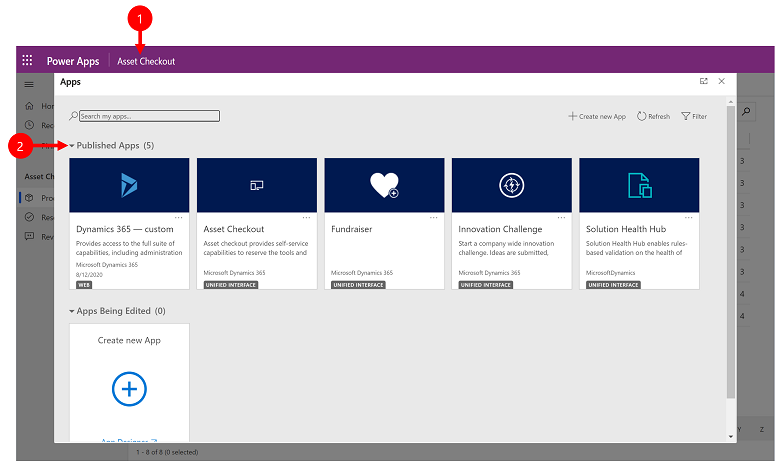 1
Power Apps Asset Checkout
Apps
Search my apps...
Create new App Refresh Filter
2
Published Apps (5)
Dynamics 365 — custom
Provides access to the full suite of
capabilities, including administration
Microsoft Dynamics 365
8/12/2020
WEB
Asset Checkout
Asset checkout provides self-service
capabilities to reserve the tools and
Microsoft Dynamics 365
UNIFIED INTERFACE
Fundraiser
Microsoft Dynamics 365
UNIFIED INTERFACE
Innovation Challenge
Start a company wide innovation
challenge. Ideas are submitted,
Microsoft Dynamics 365
UNIFIED INTERFACE
Solution Health Hub
Solution Health Hub enables rules-
based validation on the health of
MicrosoftDynamics
UNIFIED INTERFACE
Apps Being Edited (0)
Create new App
App Designer
Hor
Rec
Asset Ch
Pro
Res
Rev
3
3
3
3
3
3
4
4
Y Z
1 - 8 of 8 (0 selected)